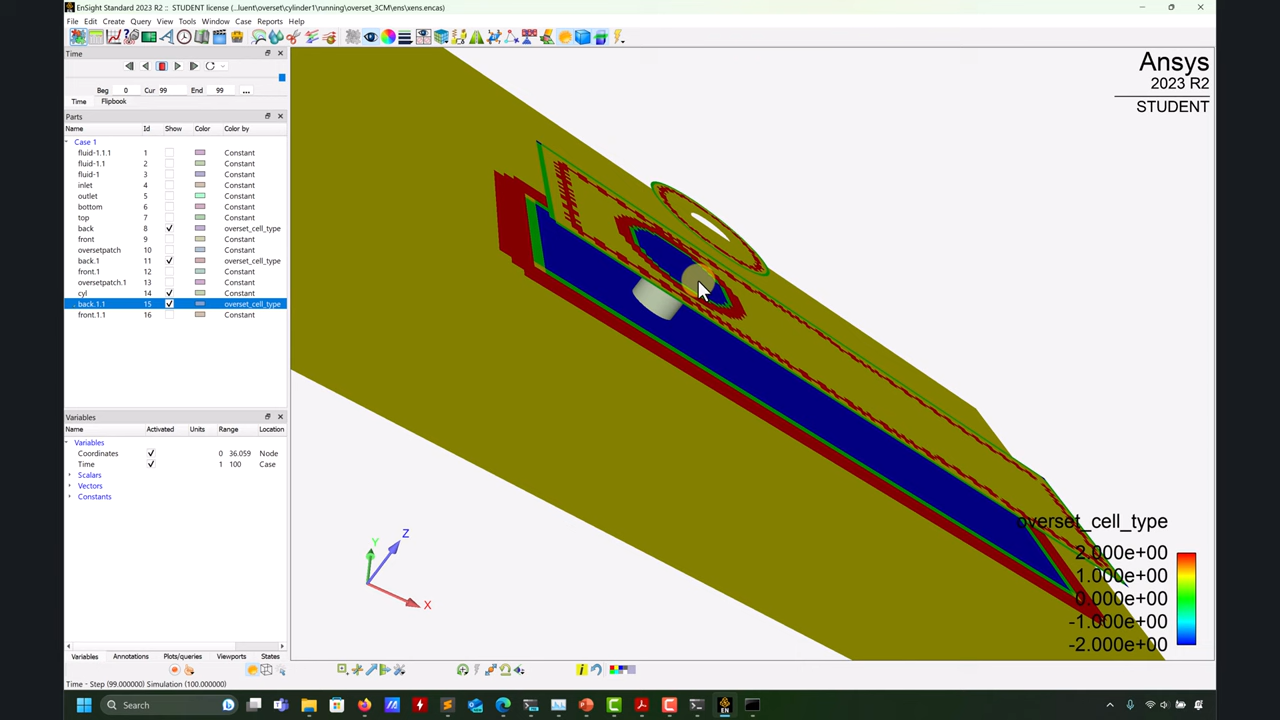 EnSight Standard 2023 R2 :: STUDENT license (...luent\overset\cylinder1\running\overset_3CM\ens\xens.encas)
File Edit Create Query View Tools Window Case Reports Help
Time
Beg 0 Cur 99 End 99 ...
Time Flipbook
Parts
Name Id Show Color Color by
Case 1
fluid-1.1.1 1 Constant
fluid-1.1 2 Constant
fluid-1 3 Constant
inlet 4 Constant
outlet 5 Constant
bottom 6 Constant
top 7 Constant
back 8 overset_cell_type
front 9 Constant
oversetpatch 10 Constant
back.1 11 overset_cell_type
front.1 12 Constant
oversetpatch.1 13 Constant
cyl 14 Constant
back.1.1 15 overset_cell_type
front.1.1 16 Constant
Variables
Name Activated Units Range Location
Variables
Coordinates 0 36.059 Node
Time 1 100 Case
Scalars
Vectors
Constants
Variables Annotations Plots/queries Viewports States
Time - Step (99.000000) Simulation (100.000000)
Ansys
2023 R2
STUDENT
Y
Z
X
overset_cell_type
2.000e+00
1.000e+00
0.000e+00
-1.000e+00
-2.000e+00
Search
EN